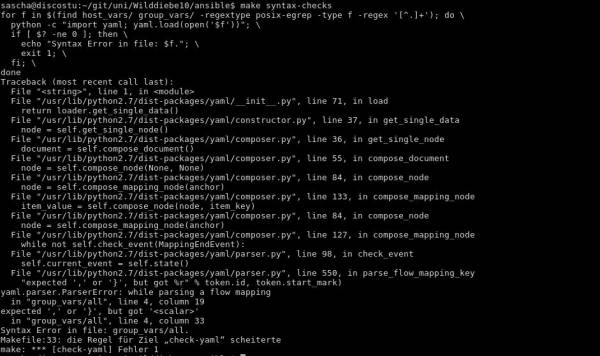 sascha@discostu:~/git/uni/Wilddiebe10/ansible$ make syntax-checks
for f in $(find host_vars/ group_vars/ -regextype posix-egrep -type f -regex '[^.]+'); do \
  python -c "import yaml; yaml.load(open('$f'))"; \
  if [ $? -ne 0 ]; then \
    echo "Syntax Error in file: $f."; \
    exit 1; \
  fi; \
done
Traceback (most recent call last):
  File "<string>", line 1, in <module>
  File "/usr/lib/python2.7/dist-packages/yaml/__init__.py", line 71, in load
    return loader.get_single_data()
  File "/usr/lib/python2.7/dist-packages/yaml/constructor.py", line 37, in get_single_data
    node = self.get_single_node()
  File "/usr/lib/python2.7/dist-packages/yaml/composer.py", line 36, in get_single_node
    document = self.compose_document()
  File "/usr/lib/python2.7/dist-packages/yaml/composer.py", line 55, in compose_document
    node = self.compose_node(None, None)
  File "/usr/lib/python2.7/dist-packages/yaml/composer.py", line 84, in compose_node
    node = self.compose_mapping_node(anchor)
  File "/usr/lib/python2.7/dist-packages/yaml/composer.py", line 133, in compose_mapping_node
    item_value = self.compose_node(node, item_key)
  File "/usr/lib/python2.7/dist-packages/yaml/composer.py", line 84, in compose_node
    node = self.compose_mapping_node(anchor)
  File "/usr/lib/python2.7/dist-packages/yaml/composer.py", line 127, in compose_mapping_node
    while not self.check_event(MappingEndEvent):
  File "/usr/lib/python2.7/dist-packages/yaml/parser.py", line 98, in check_event
    self.current_event = self.state()
  File "/usr/lib/python2.7/dist-packages/yaml/parser.py", line 550, in parse_flow_mapping_key
    "expected ',' or '}', but got %r" % token.id, token.start_mark)
yaml.parser.ParserError: while parsing a flow mapping
  in "group_vars/all", line 4, column 19
expected ',' or '}', but got '<scalar>'
  in "group_vars/all", line 4, column 33
Syntax Error in file: group_vars/all.
Makefile:33: die Regel für Ziel „check-yaml“ scheiterte
make: *** [check-yaml] Fehler 1